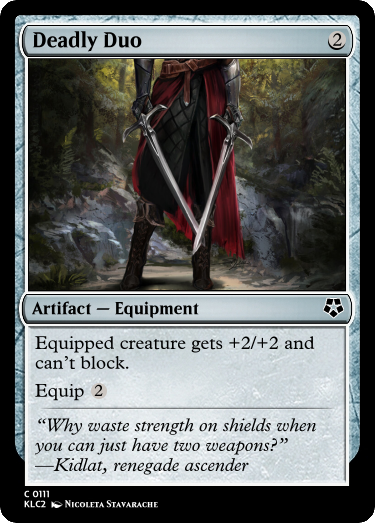 Deadly Duo 2
Artifact — Equipment
Equipped creature gets +2/+2 and
can't block.
Equip 2
“Why waste strength on shields when
you can just have two weapons?”
—Kidlat, renegade ascender
C 0111
KLC2 Nicoleta Stavarache